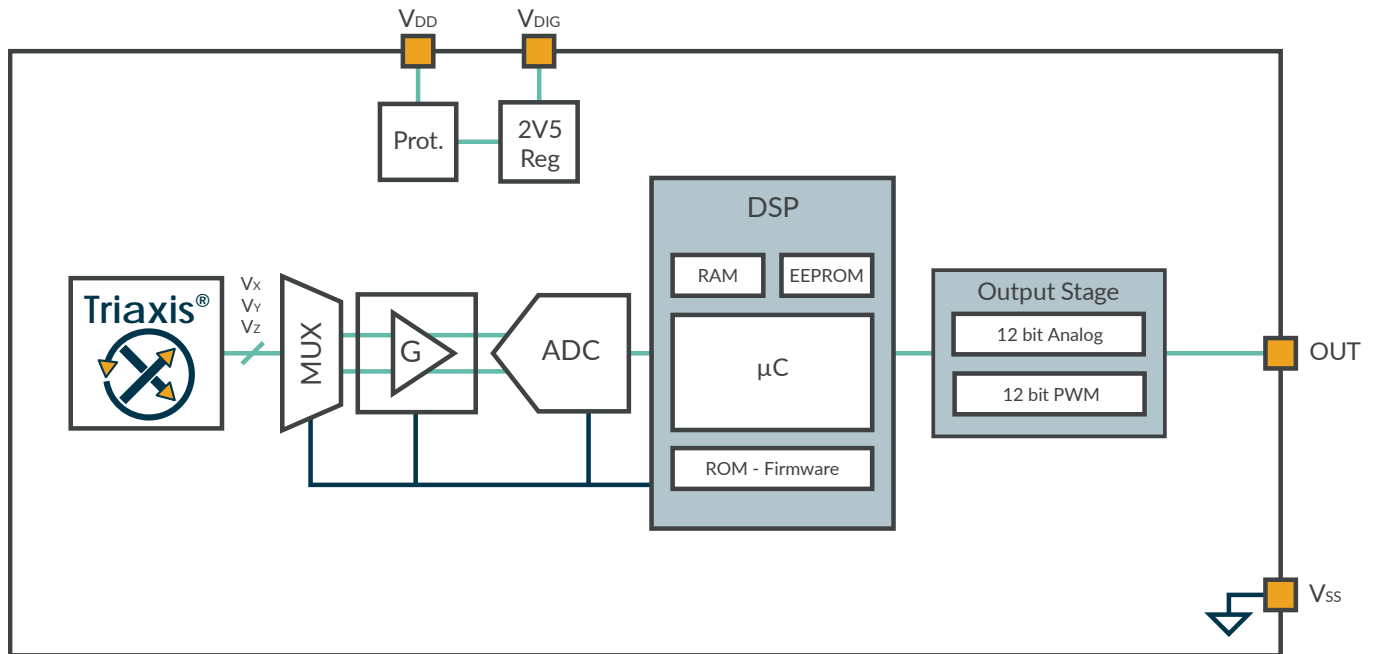 VDD
VDIG
Prot.
2V5
Reg
DSP
RAM
EEPROM
Triaxis®
VX
VY
VZ
MUX
G
ADC
µC
Output Stage
12 bit Analog
12 bit PWM
OUT
ROM - Firmware
VSS